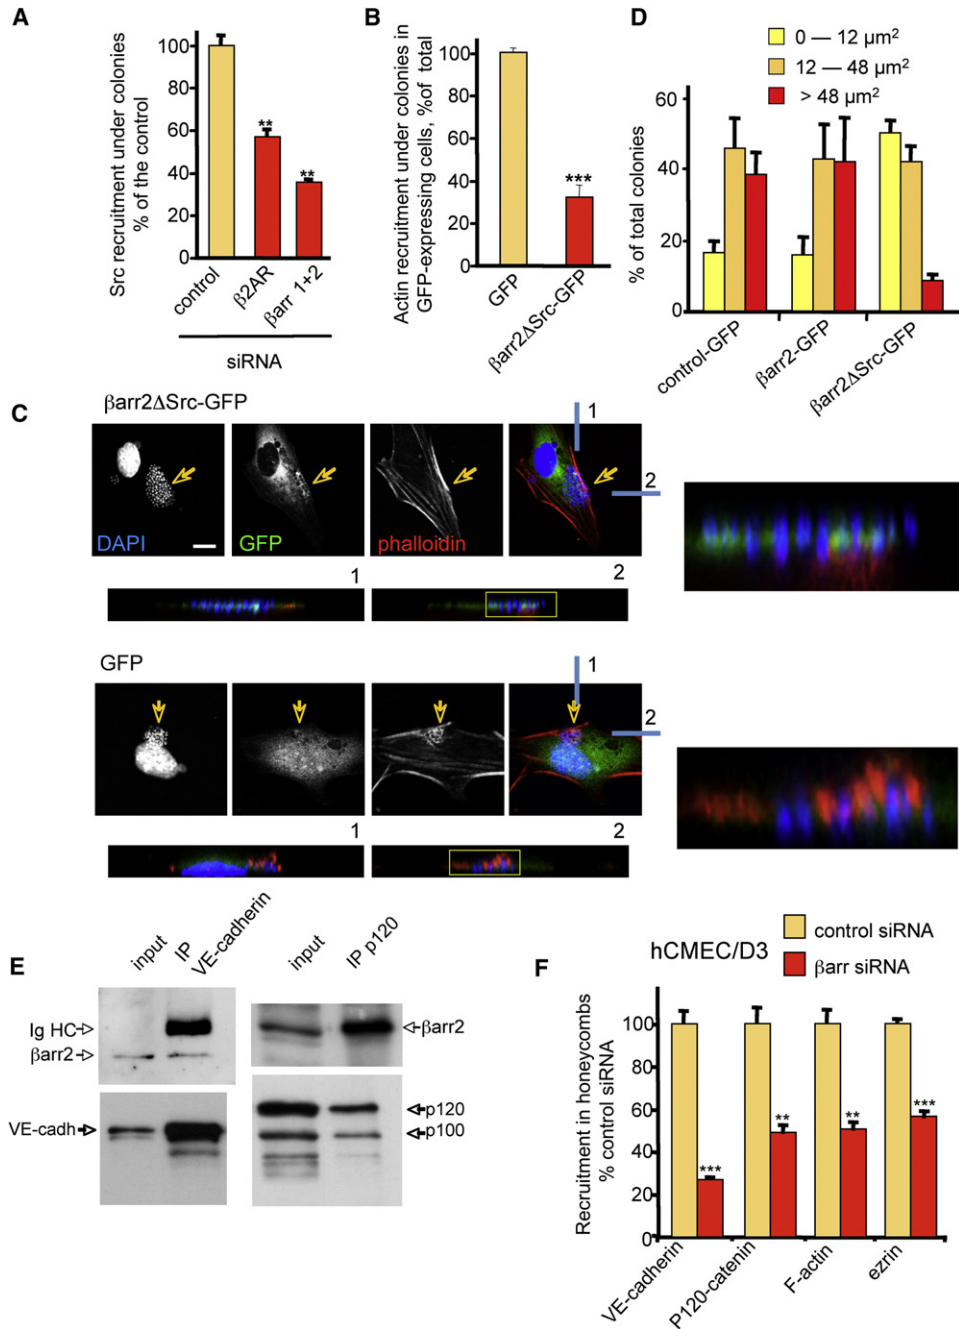 A
Src recruitment under colonies
% of the control
100
80
60
40
20
0
**
**
control
β2AR
βarr 1+2
siRNA
B
Actin recruitment under colonies in
GFP-expressing cells, %of total
100
80
60
40
20
0
***
GFP
βarr2ΔSrc-GFP
D
0 — 12 µm²
12 — 48 µm²
> 48 µm²
% of total colonies
60
40
20
0
control-GFP
βarr2-GFP
βarr2ΔSrc-GFP
C
βarr2ΔSrc-GFP
1
2
DAPI
GFP
phalloidin
1
2
GFP
1
2
1
2
E
input
IP
VE-cadherin
input
IP p120
Ig HC
βarr2
VE-cadh
βarr2
p120
p100
F
hCMEC/D3
control siRNA
βarr siRNA
Recruitment in honeycombs
% control siRNA
100
80
60
40
20
0
***
**
**
***
VE-cadherin
P120-catenin
F-actin
ezrin